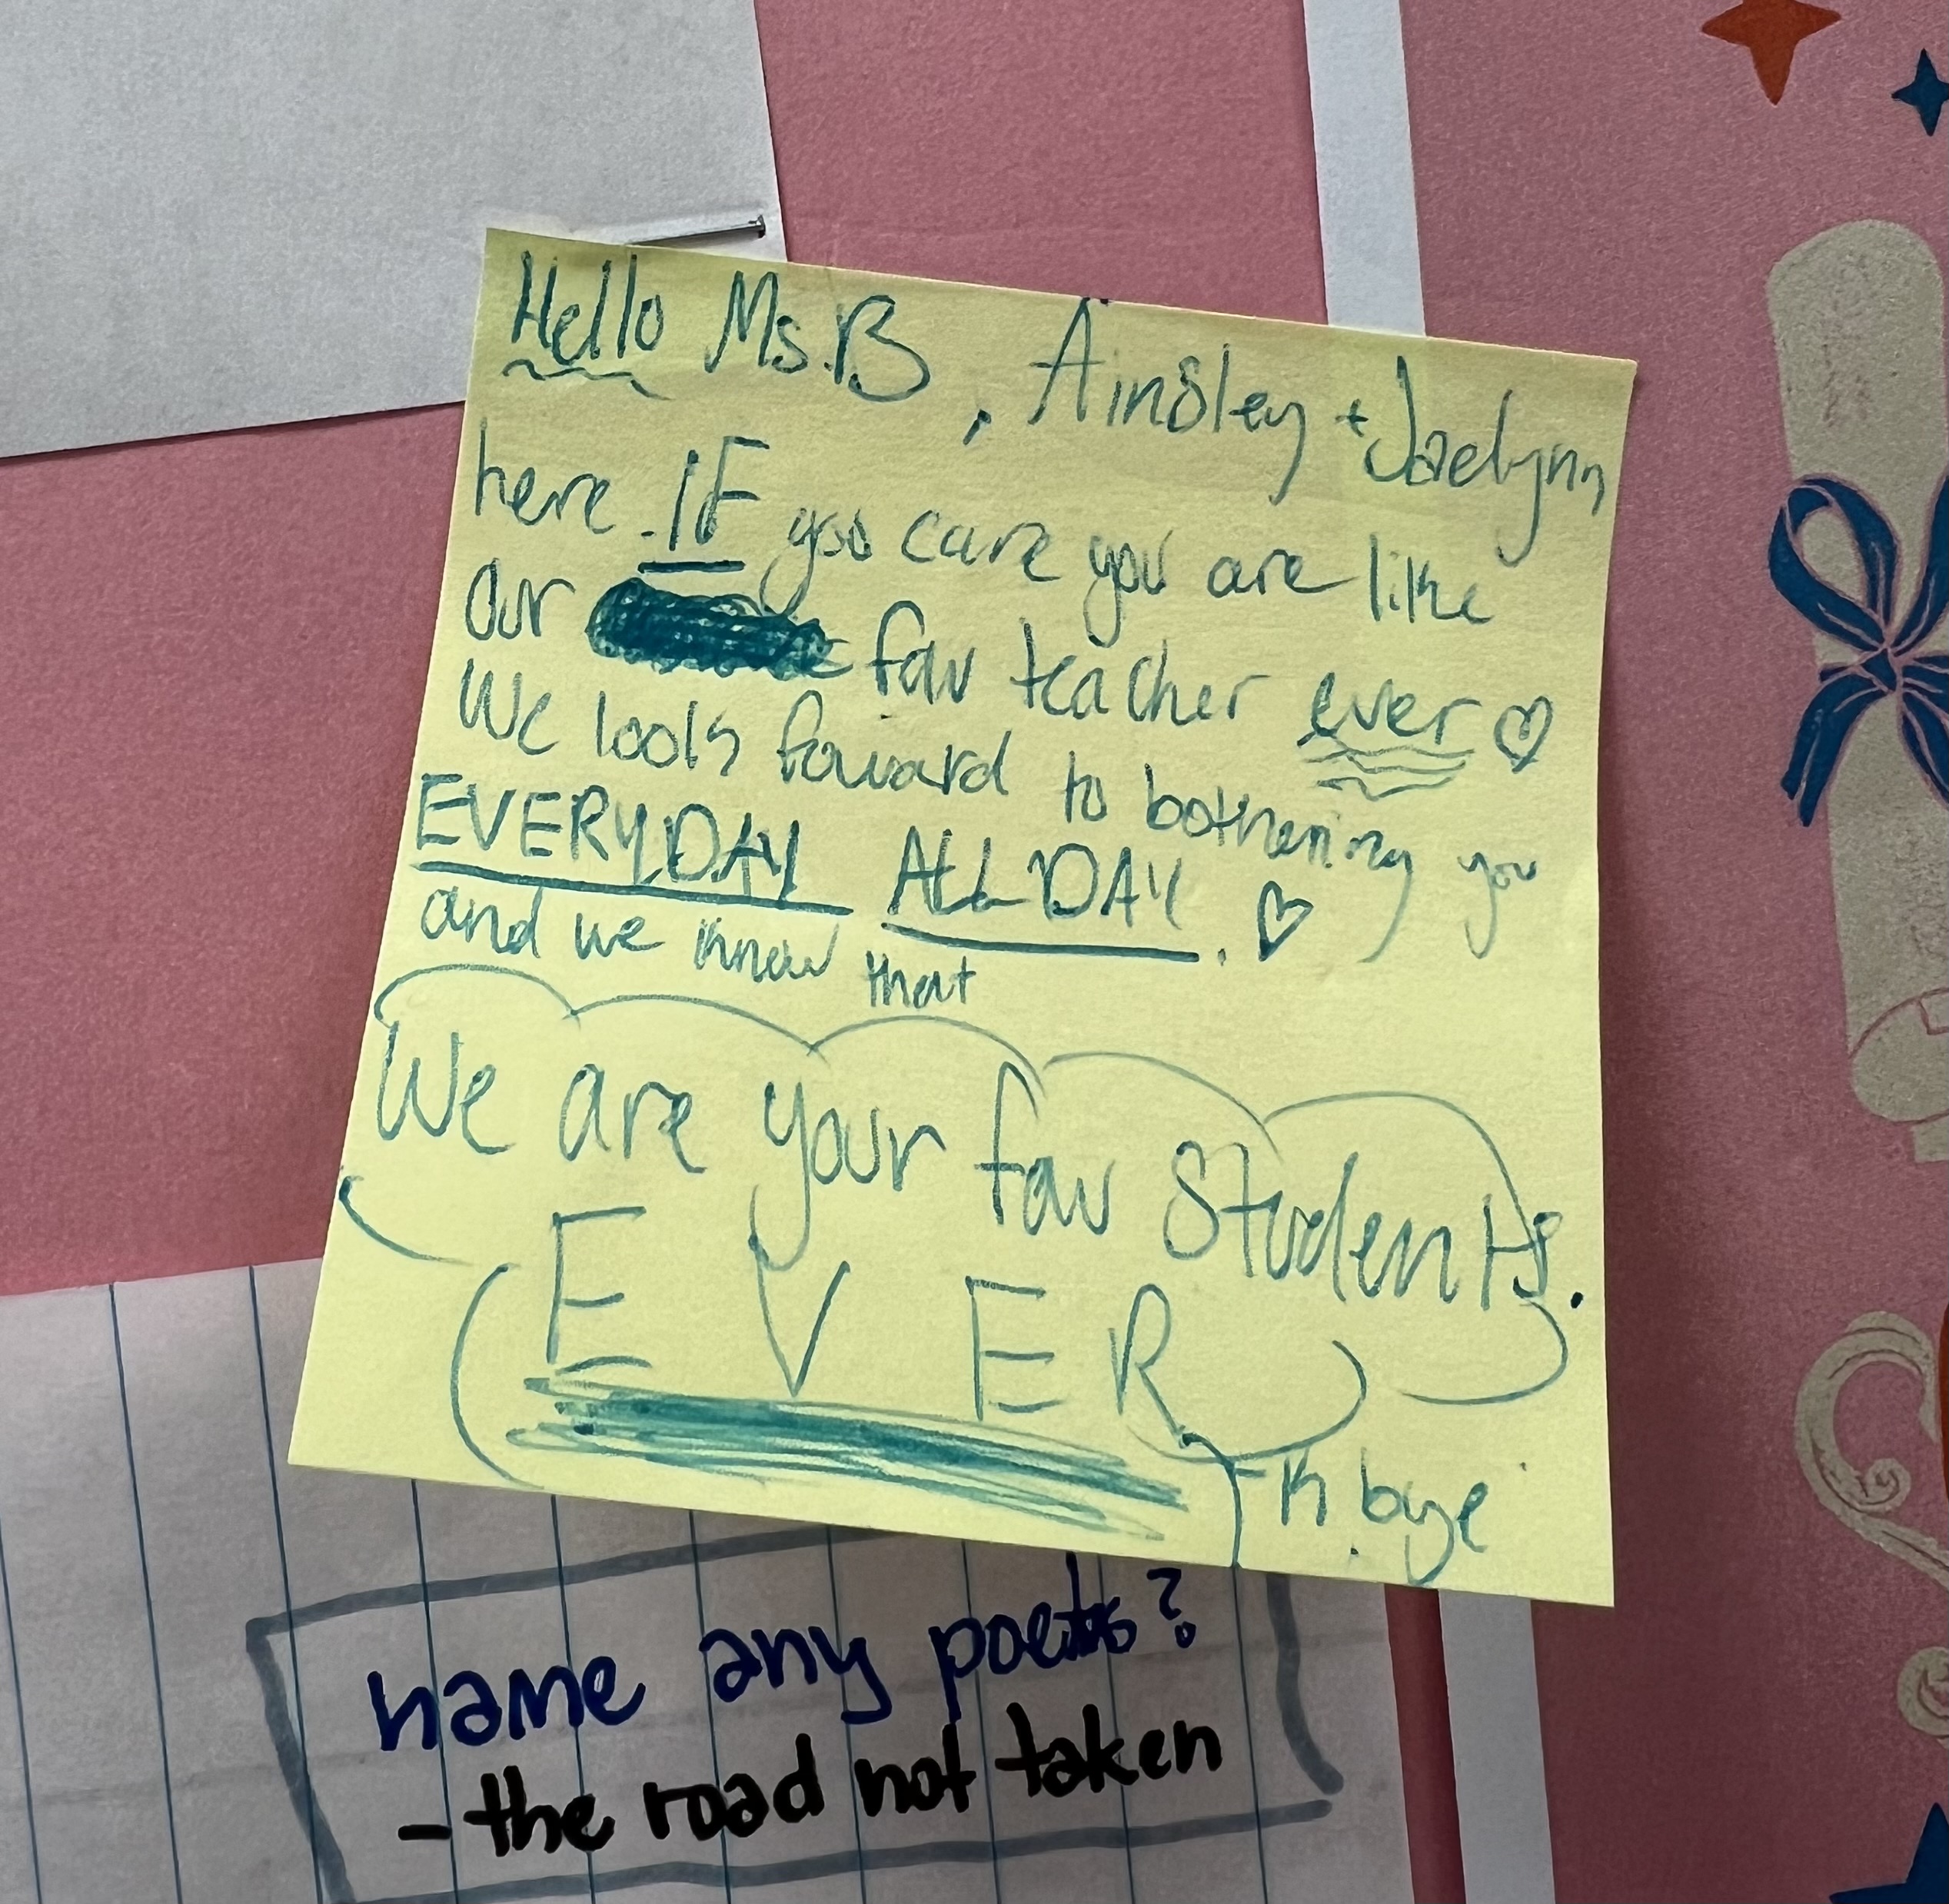 Hello Ms. B, Ainsley + Jaelynn
here. IF you care you are like
our fav teacher ever ♡
We look forward to bothering you
EVERYDAY ALL DAY. ♡
and we know that
We are your fav students.
EVER
K bye
name any poets?
- the road not taken